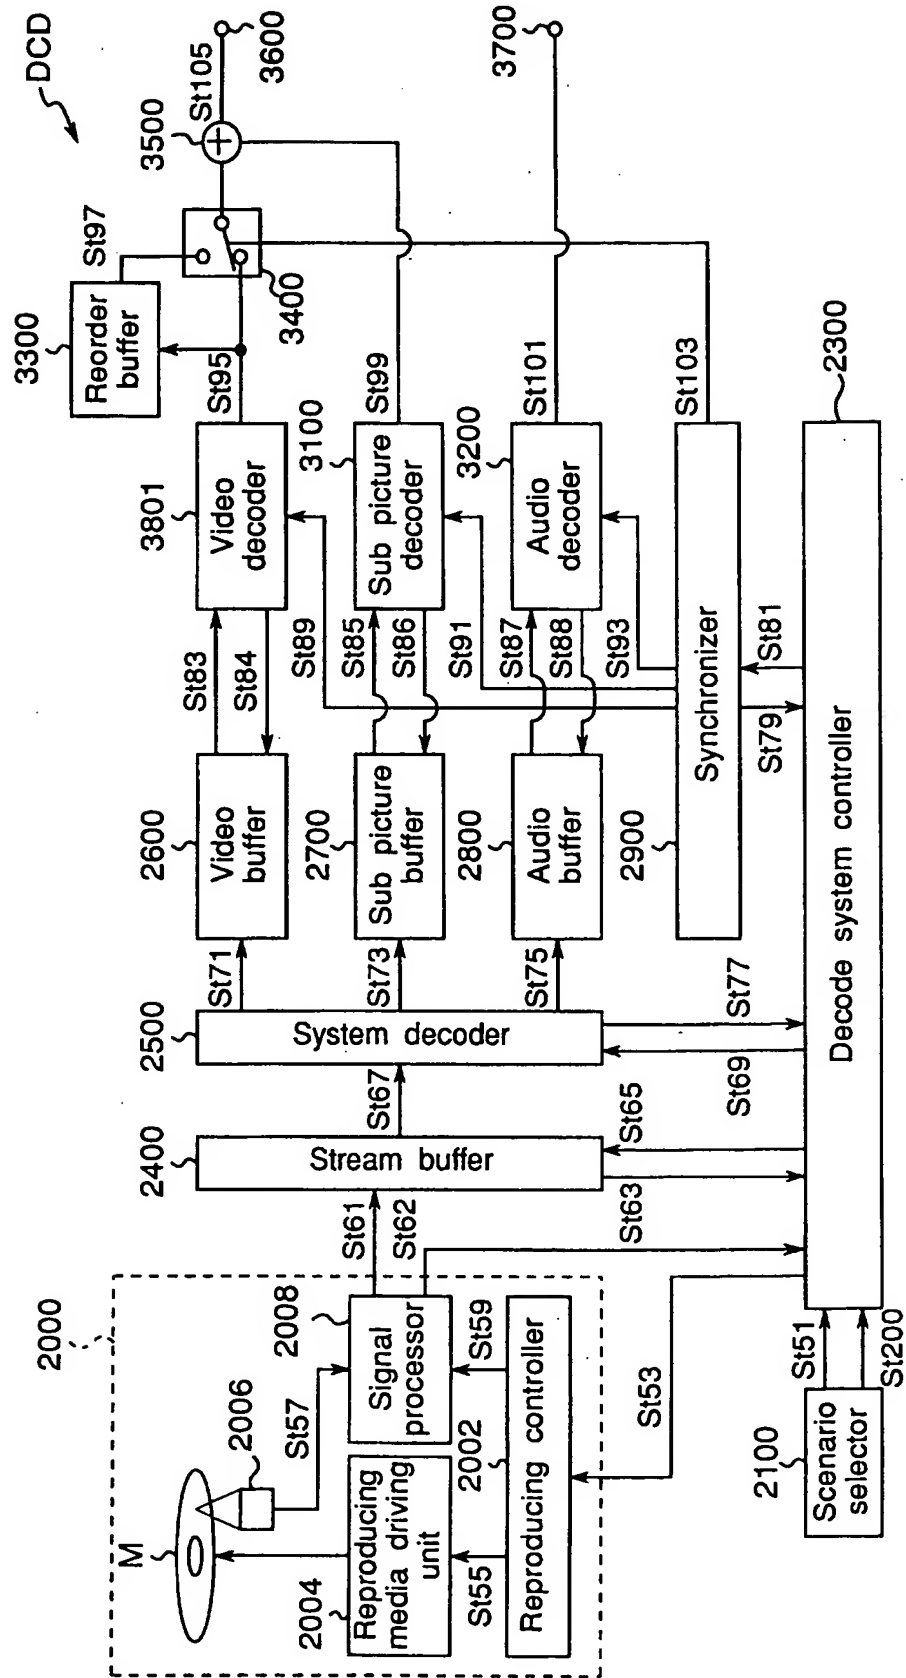 DCD
2000
M
2006
St57
2004
Reproducing
media driving
unit
2008
Signal
processor
St55
St59
2002
Reproducing controller
St53
2100
Scenario
selector
St51
St200
St61
St62
2400
Stream buffer
St63
St65
St67
2500
System decoder
St69
St77
St71
St73
St75
2600
Video
buffer
2700
Sub picture
buffer
2800
Audio
buffer
2900
Synchronizer
St79
St81
St83
St84
St89
St85
St86
St91
St87
St88
St93
3801
Video
decoder
3100
Sub picture
decoder
3200
Audio
decoder
St95
St99
St101
St103
3300
Reorder
buffer
St97
3400
3500
St105
3600
3700
2300
Decode system controller